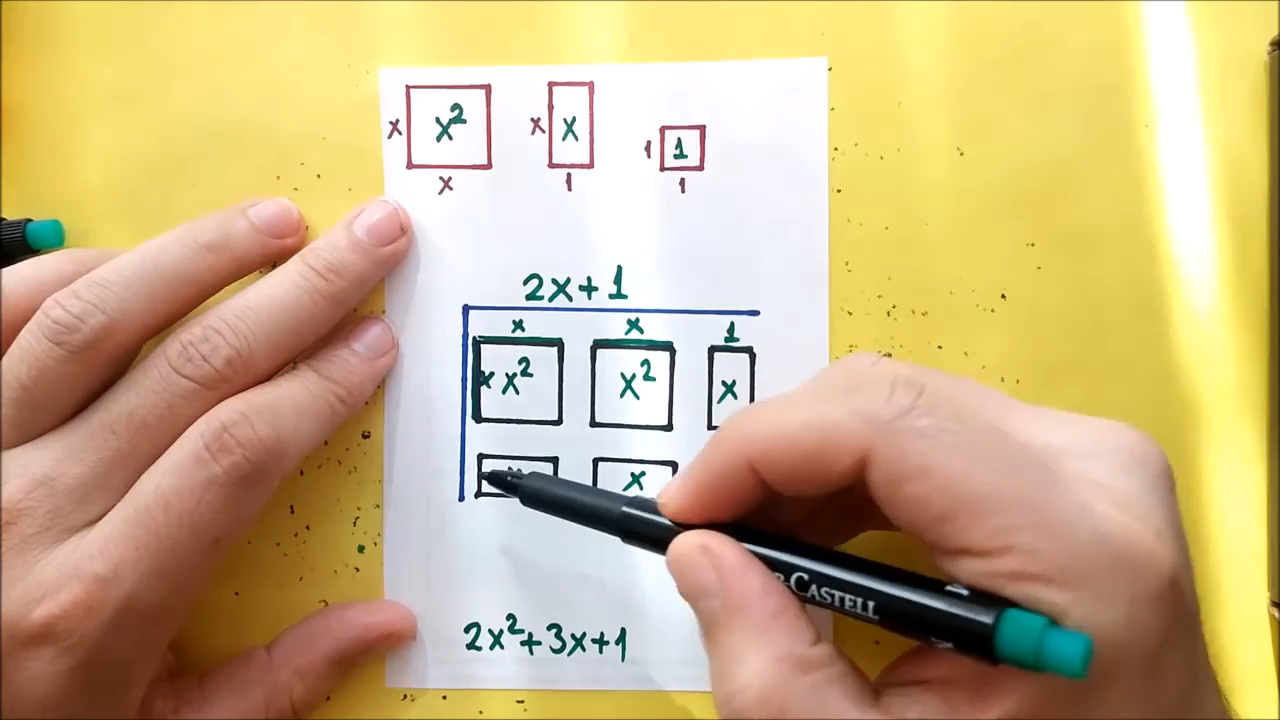 x x² x x 1 1
x 1 1
2x+1
x x 1
x x² x² x
x
2x²+3x+1
CASTELL